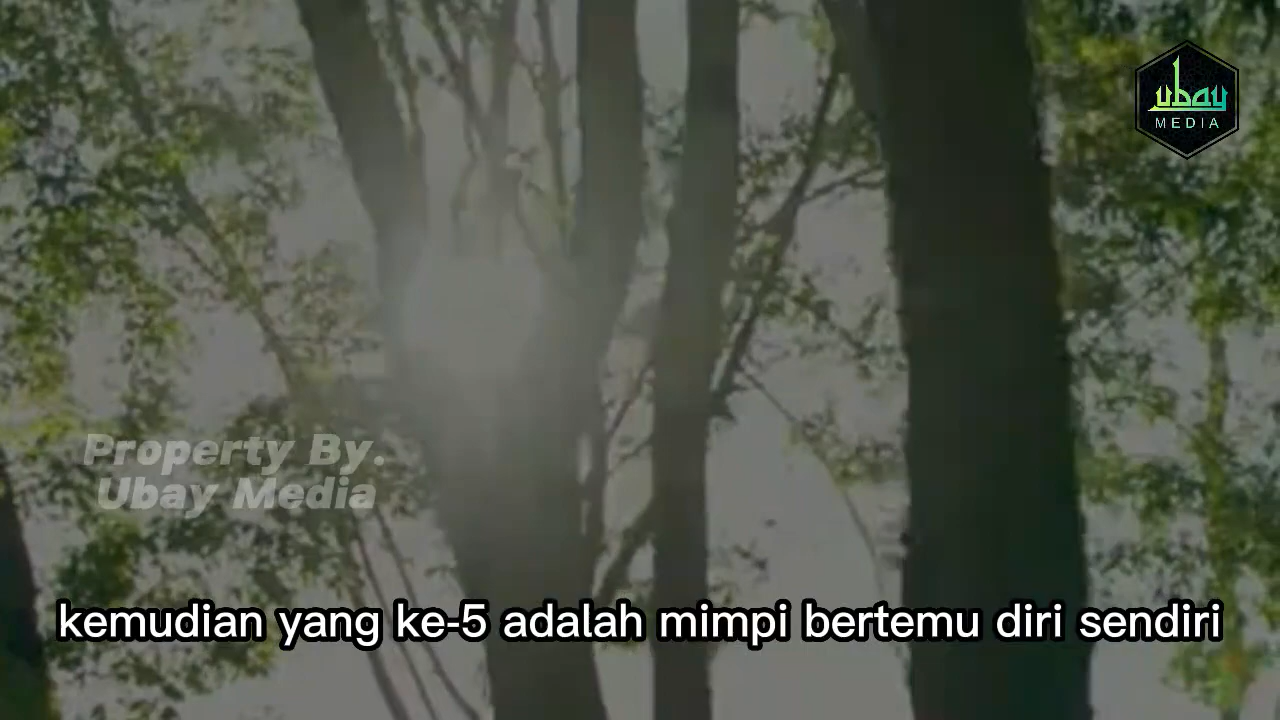 ubay
MEDIA
Property By.
Ubay Media
kemudian yang ke-5 adalah mimpi bertemu diri sendiri